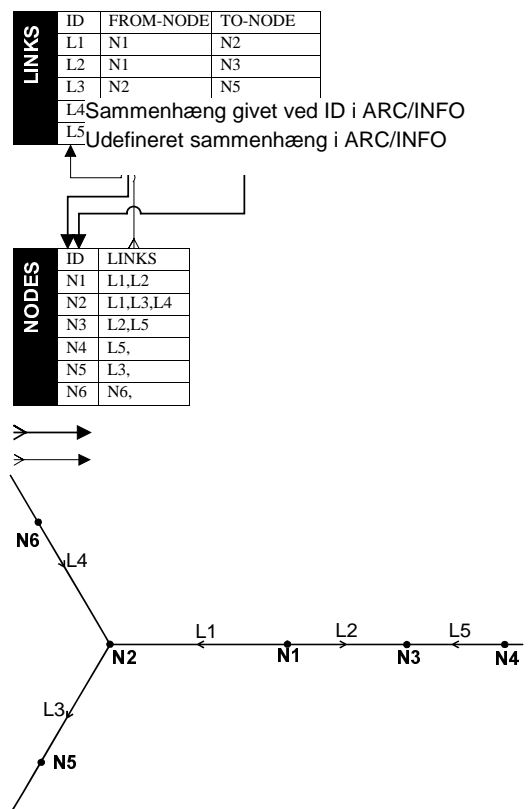 LINKS
ID FROM-NODE TO-NODE
L1 N1 N2
L2 N1 N3
L3 N2 N5
L4 Sammenhæng givet ved ID i ARC/INFO
L5 Udefineret sammenhæng i ARC/INFO
NODES
ID LINKS
N1 L1,L2
N2 L1,L3,L4
N3 L2,L5
N4 L5,
N5 L3,
N6 N6,
N6
L4
L1 L2 L5
N2 N1 N3 N4
L3
N5